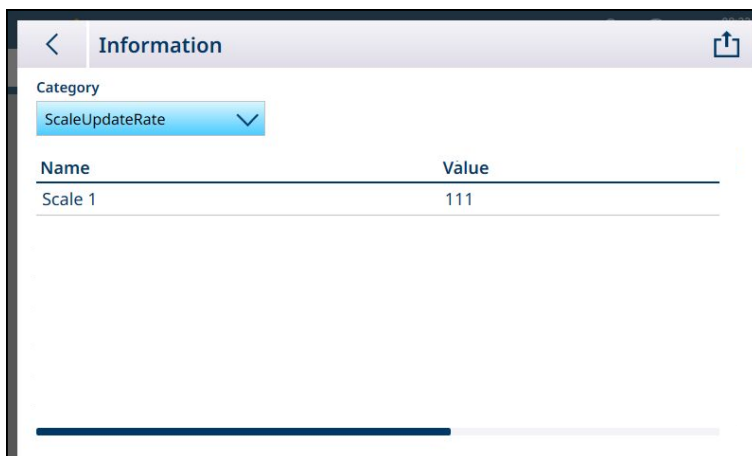 Information
Category
ScaleUpdateRate
Name Value
Scale 1 111